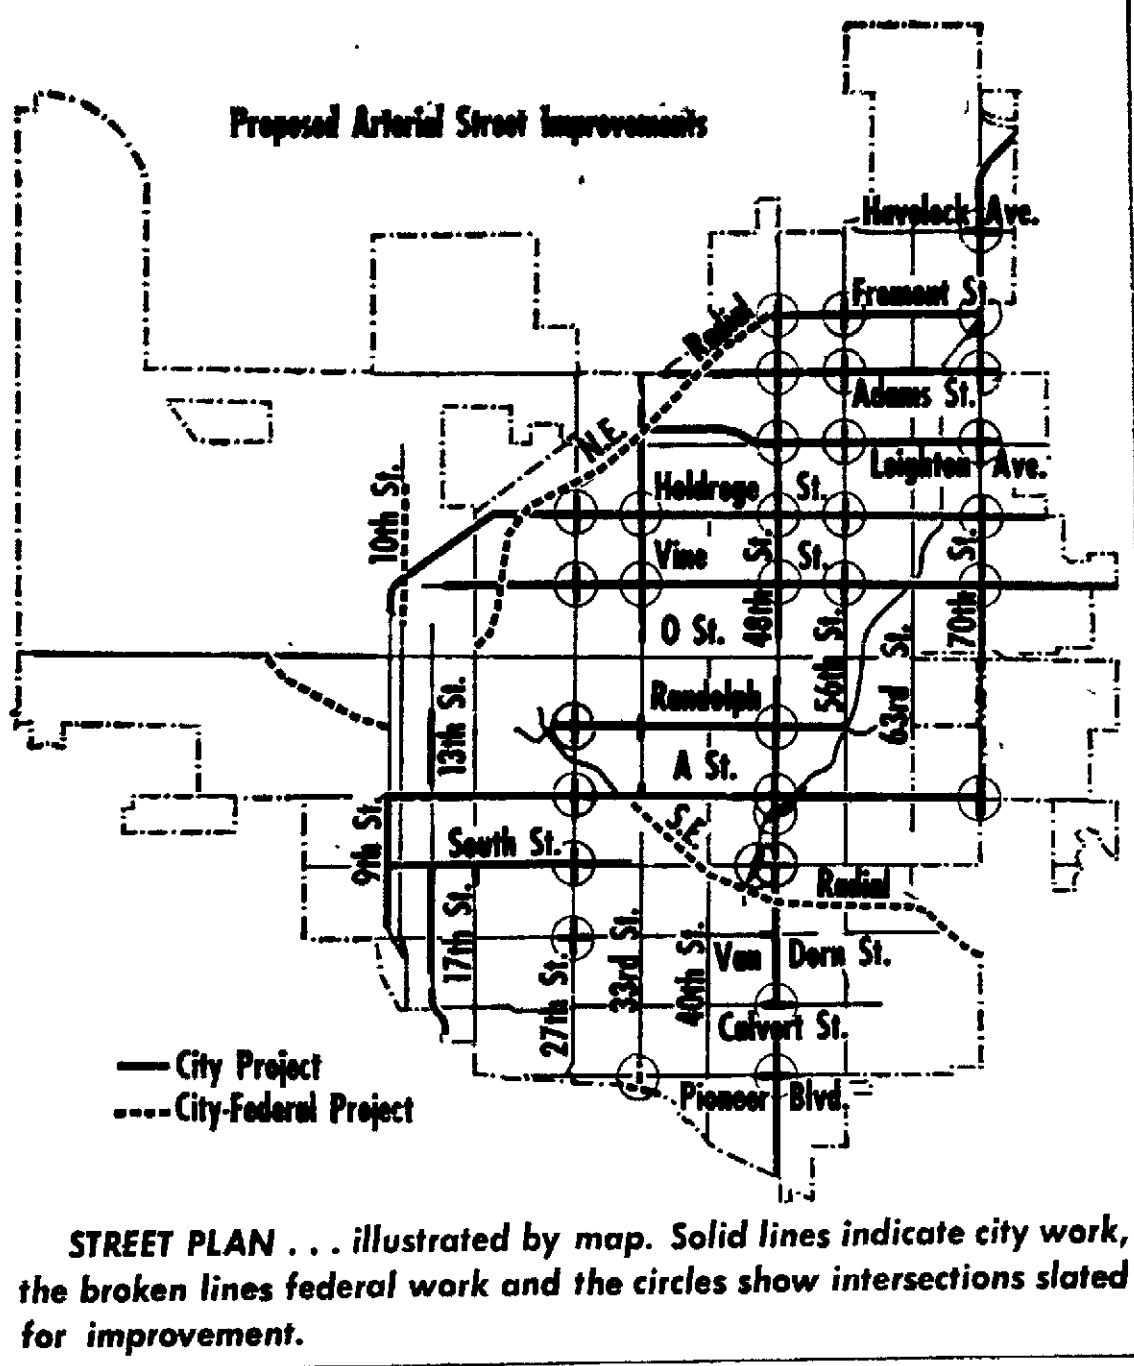 Proposed Arterial Street Improvements
Havelock Ave.
Fremont St.
Radial
Adams St.
N.E.
Leighton Ave.
10th St.
Holdrege St.
Vine St.
48th St.
70th St.
O St.
56th St.
63rd St.
Randolph
13th St.
A St.
9th St.
S.E.
South St.
Radial
17th St.
33rd St.
40th St.
Van Dorn St.
27th St.
Calvert St.
City Project
Pioneer Blvd.
City-Federal Project
STREET PLAN . . . illustrated by map. Solid lines indicate city work,
the broken lines federal work and the circles show intersections slated
for improvement.